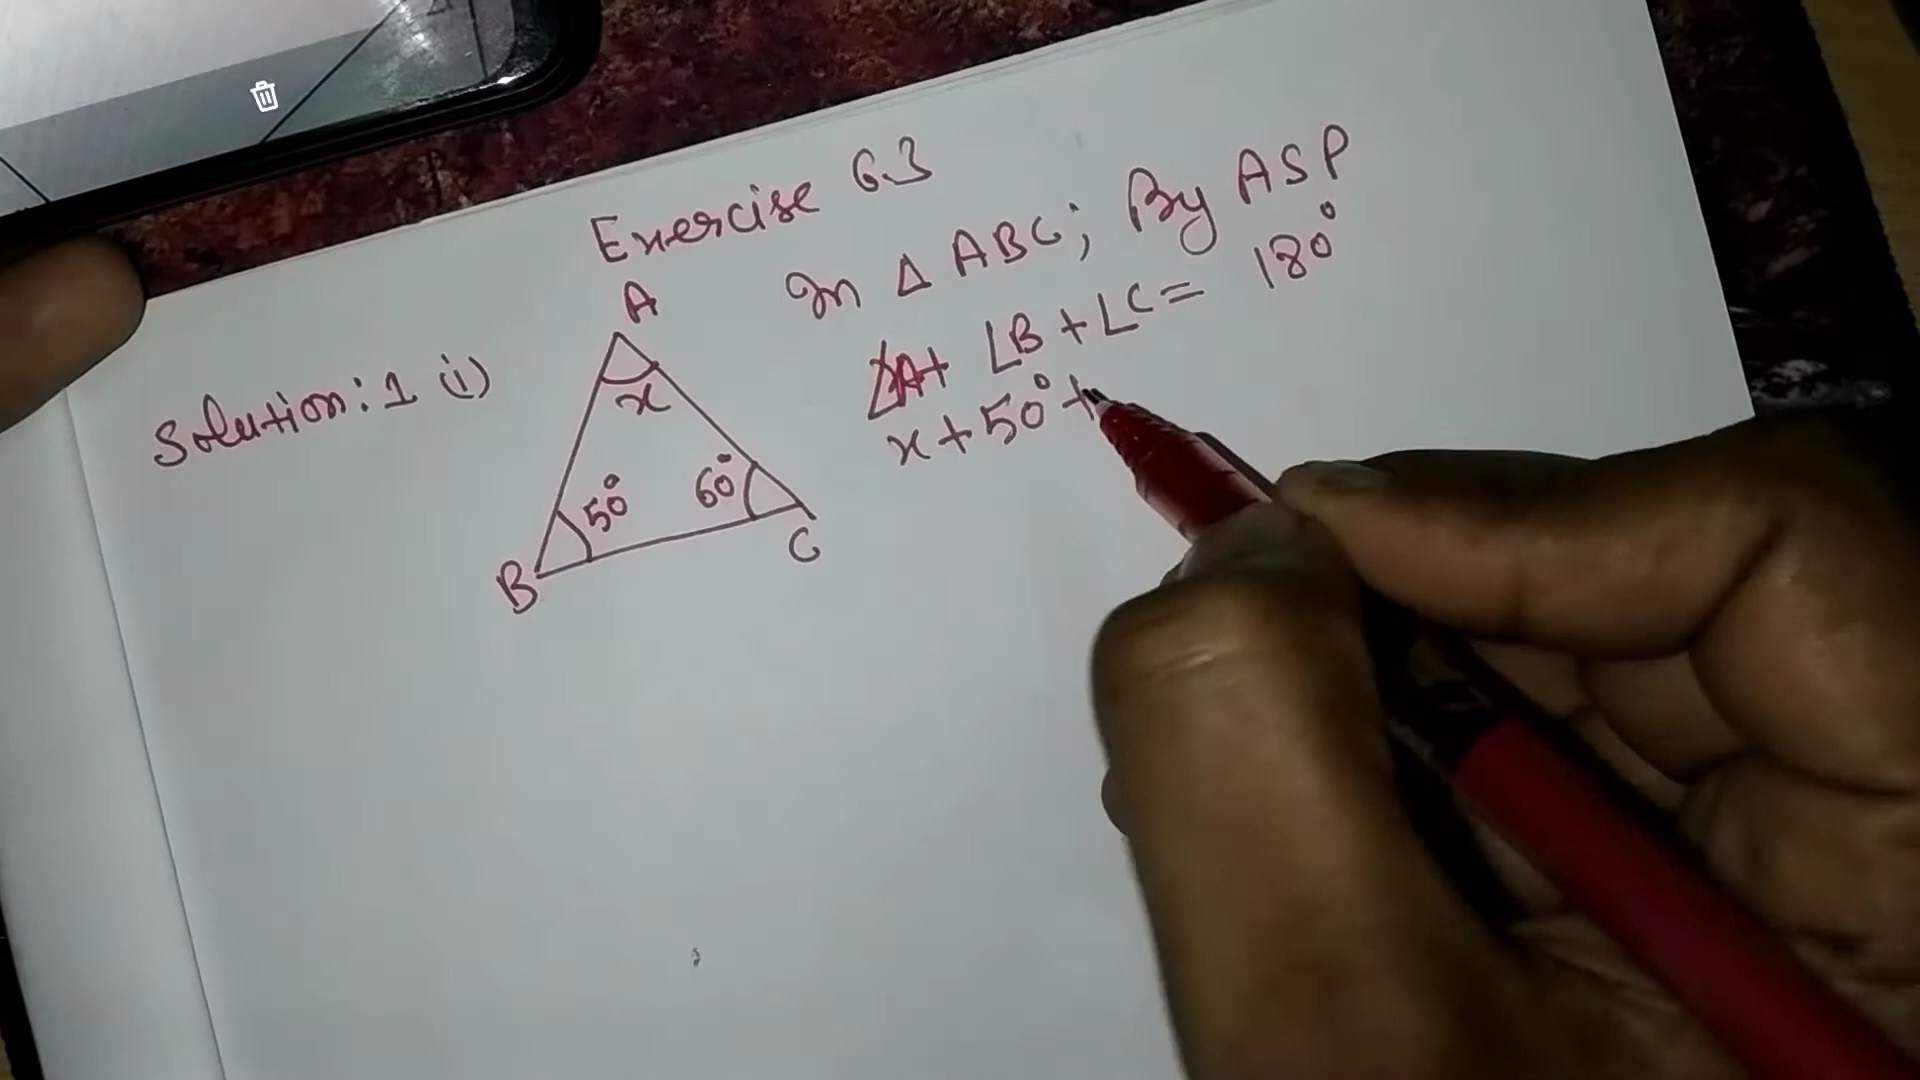 Exercise 6.3
In Δ ABC; By ASP
∠A + ∠B + ∠C = 180°
x + 50° +
Solution: 1 (i)
A
x
50°
60°
B
C